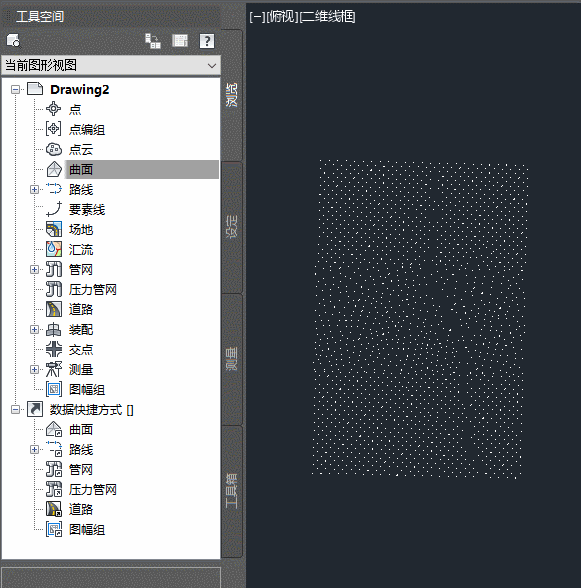 工具空间
[−][俯视][二维线框]
?
当前图形视图
Drawing2
点
点编组
点云
曲面
路线
要素线
场地
汇流
管网
压力管网
道路
装配
交点
测量
图幅组
数据快捷方式 []
曲面
路线
管网
压力管网
道路
图幅组
浏览
设定
测量
工具箱